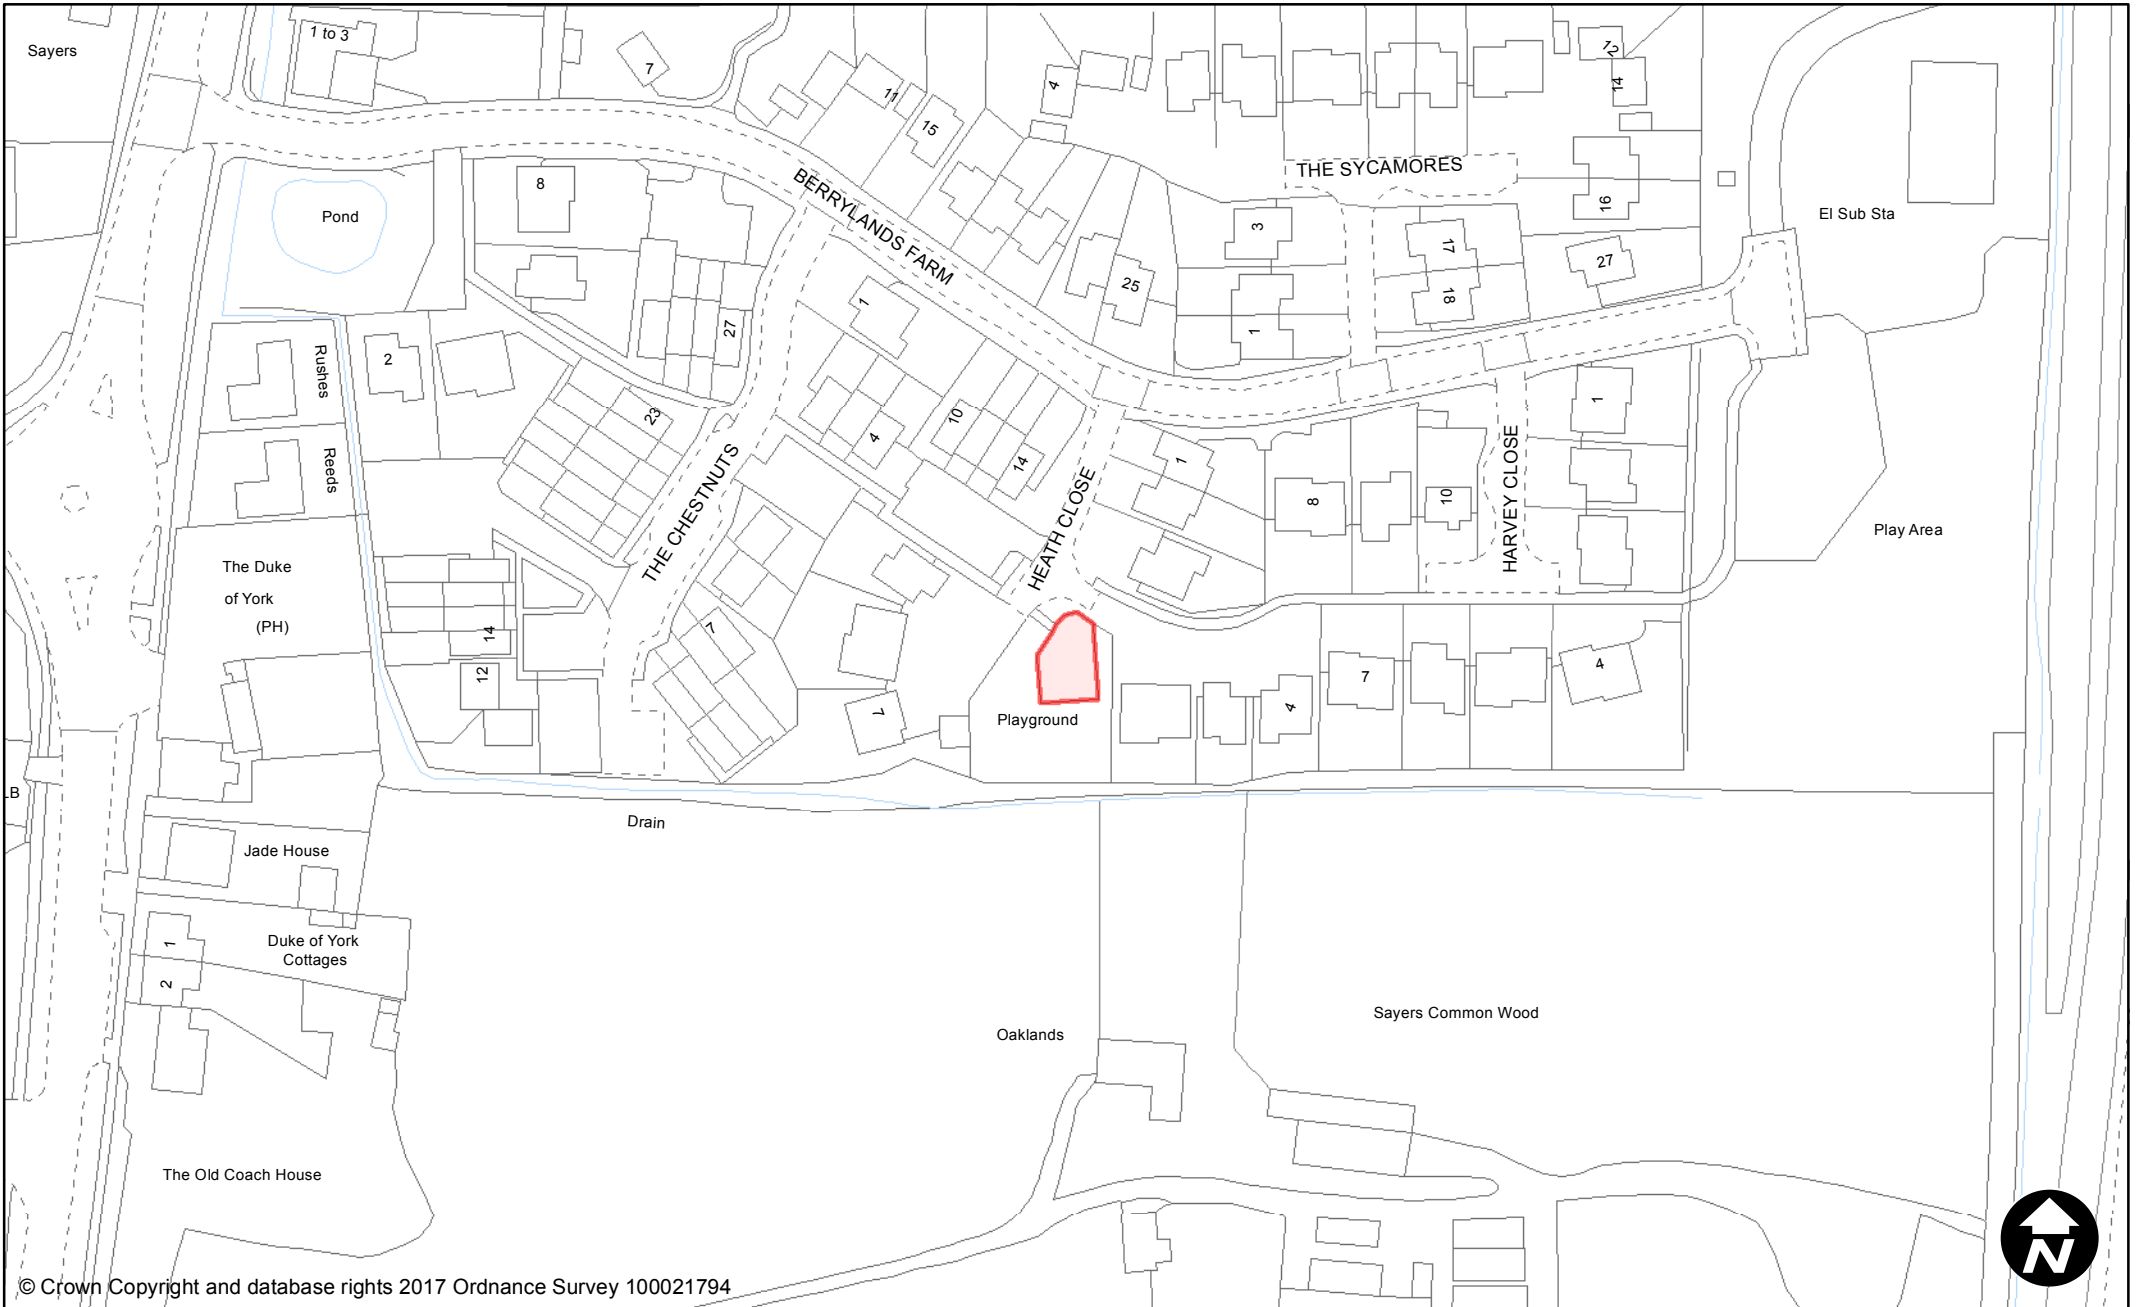 Sayers
1 to 3
7
11
15
4
12
14
THE SYCAMORES
16
El Sub Sta
Pond
8
BERRYLANDS FARM
3
17
27
18
25
1
1
27
Rushes
2
23
4
10
14
1
HEATH CLOSE
1
HARVEY CLOSE
8
10
Reeds
THE CHESTNUTS
Play Area
The Duke
of York
(PH)
14
12
7
7
Playground
4
7
4
LB
Drain
Jade House
1
Duke of York
Cottages
2
Oaklands
Sayers Common Wood
The Old Coach House
N
© Crown Copyright and database rights 2017 Ordnance Survey 100021794